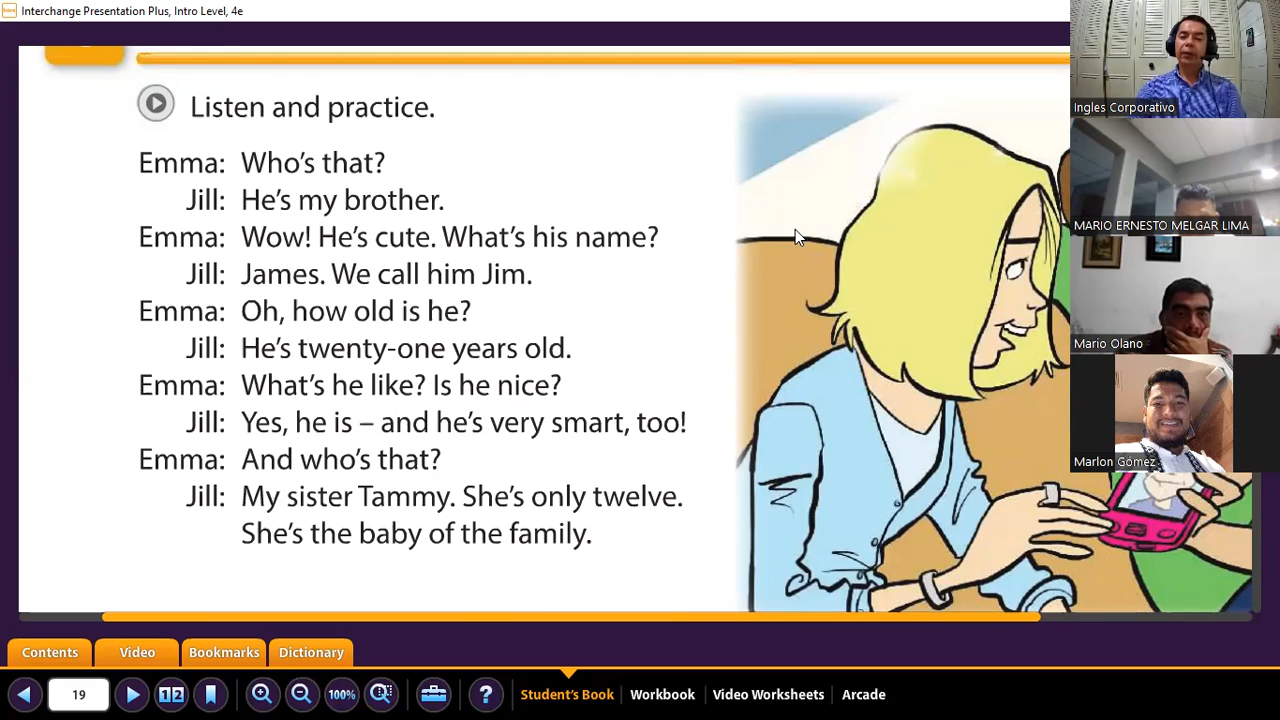 Interchange Presentation Plus, Intro Level, 4e
Listen and practice.
Emma: Who's that?
Jill: He's my brother.
Emma: Wow! He's cute. What's his name?
Jill: James. We call him Jim.
Emma: Oh, how old is he?
Jill: He's twenty-one years old.
Emma: What's he like? Is he nice?
Jill: Yes, he is – and he's very smart, too!
Emma: And who's that?
Jill: My sister Tammy. She's only twelve.
She's the baby of the family.
Ingles Corporativo
MARIO ERNESTO MELGAR LIMA
Mario Olano
Marlon Gómez
Contents Video Bookmarks Dictionary
19 1 2 100% ? Student's Book Workbook Video Worksheets Arcade